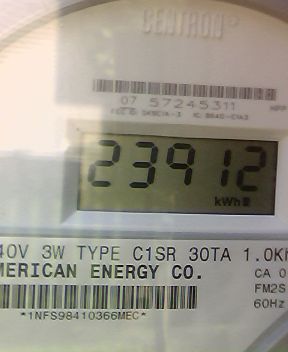 CENTRON®
07 57245311
23912
kWh
40V 3W TYPE C1SR 30TA 1.0K
MERICAN ENERGY CO.
CA 0
FM2S
60Hz
*1NFS98410366MEC*